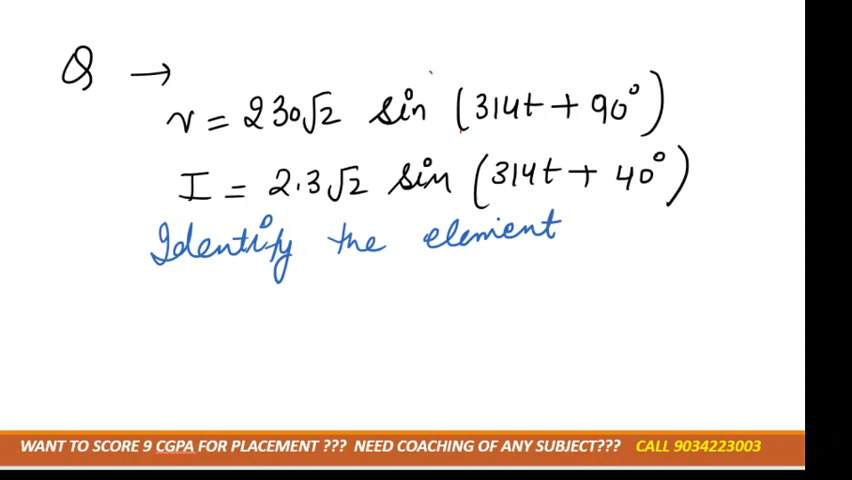 Q →
v = 230√2 sin (314t + 90°)
I = 2.3√2 sin (314t + 40°)
Identify the element
WANT TO SCORE 9 CGPA FOR PLACEMENT ??? NEED COACHING OF ANY SUBJECT??? CALL 9034223003